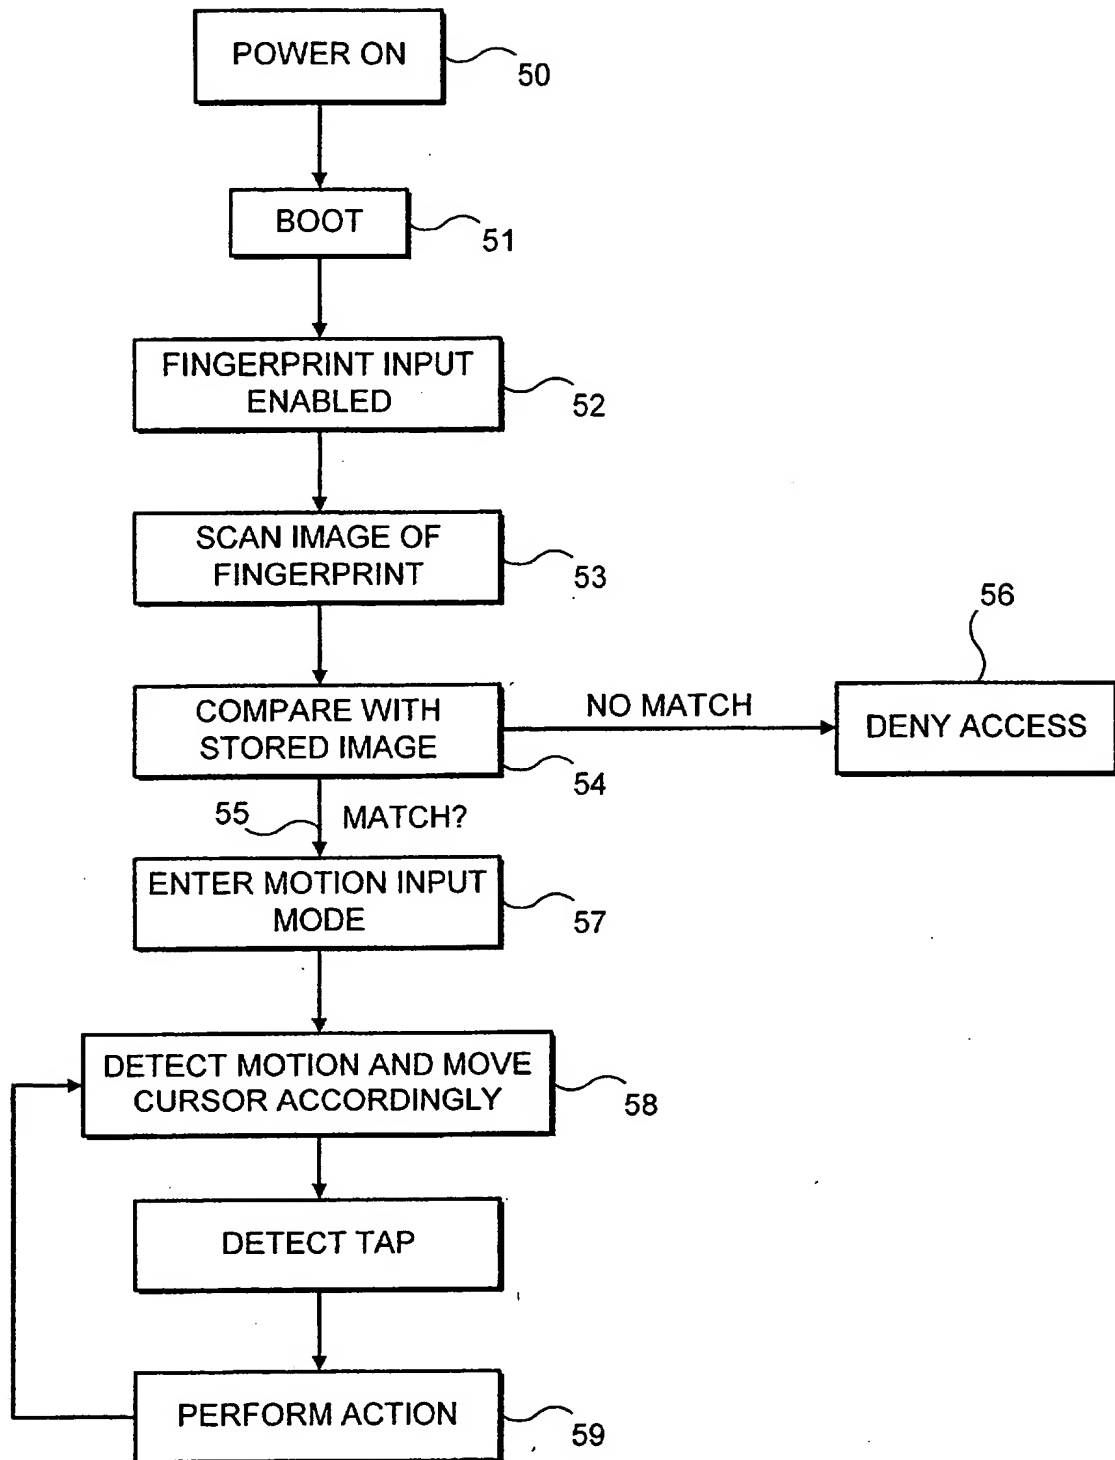 POWER ON
50
BOOT
51
FINGERPRINT INPUT
ENABLED
52
SCAN IMAGE OF
FINGERPRINT
53
COMPARE WITH
STORED IMAGE
54
NO MATCH
56
DENY ACCESS
55
MATCH?
ENTER MOTION INPUT
MODE
57
DETECT MOTION AND MOVE
CURSOR ACCORDINGLY
58
DETECT TAP
PERFORM ACTION
59